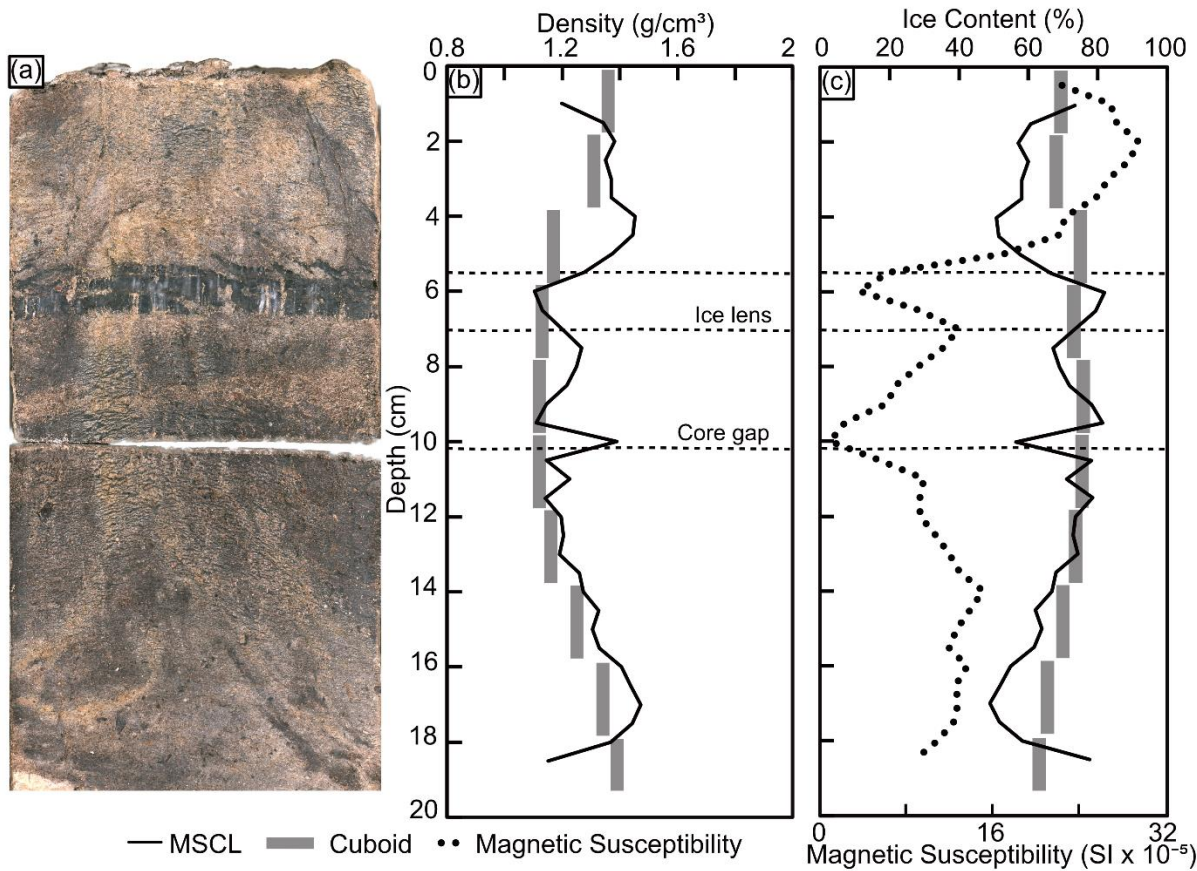 Density (g/cm³)
0.8 1.2 1.6 2
Ice Content (%)
0 20 40 60 80 100
(a)
(b)
(c)
Depth (cm)
0
2
4
6
8
10
12
14
16
18
20
Ice lens
Core gap
0 16 32
Magnetic Susceptibility (SI x 10⁻⁵)
MSCL Cuboid Magnetic Susceptibility